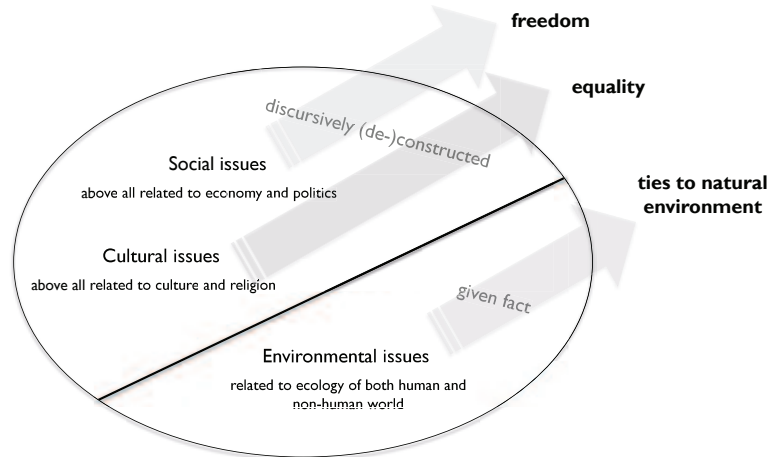 freedom
equality
discursively (de-)constructed
Social issues
above all related to economy and politics
ties to natural
environment
Cultural issues
above all related to culture and religion
given fact
Environmental issues
related to ecology of both human and
non-human world